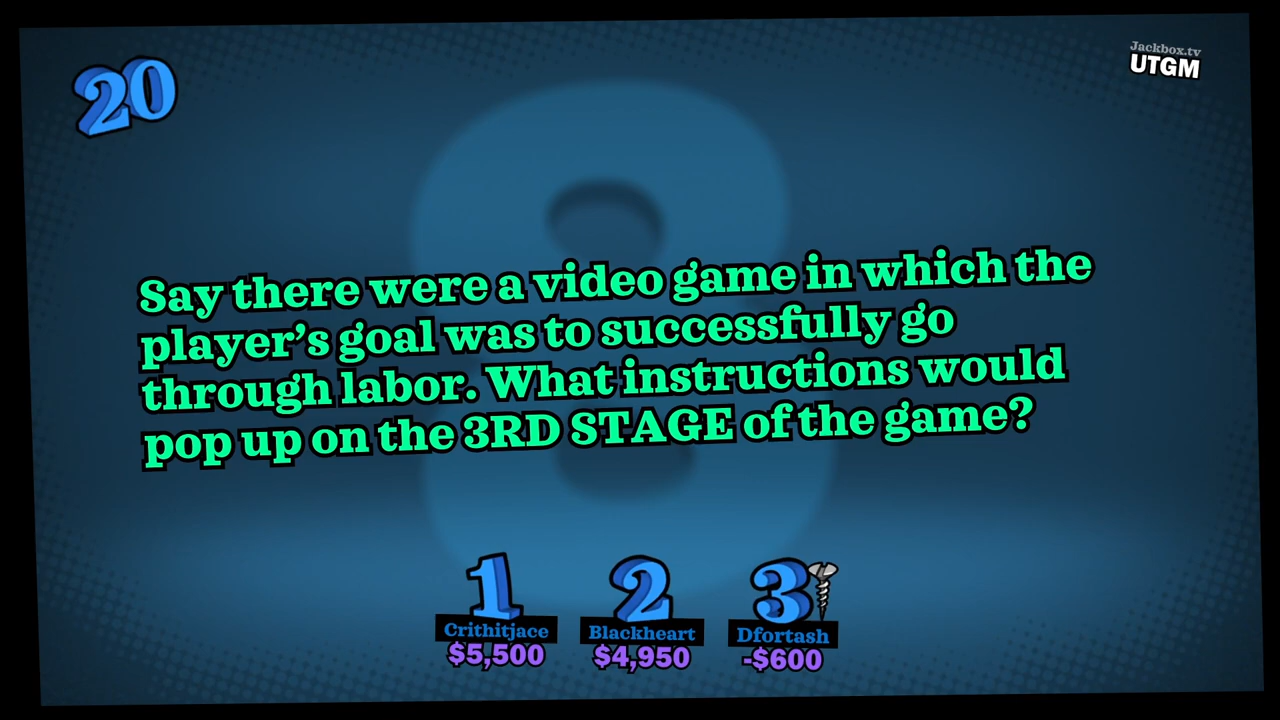 20
Jackbox.tv
UTGM
Say there were a video game in which the
player’s goal was to successfully go
through labor. What instructions would
pop up on the 3RD STAGE of the game?
8
1
2
3
Crithitjace
Blackheart
Dfortash
$5,500
$4,950
-$600